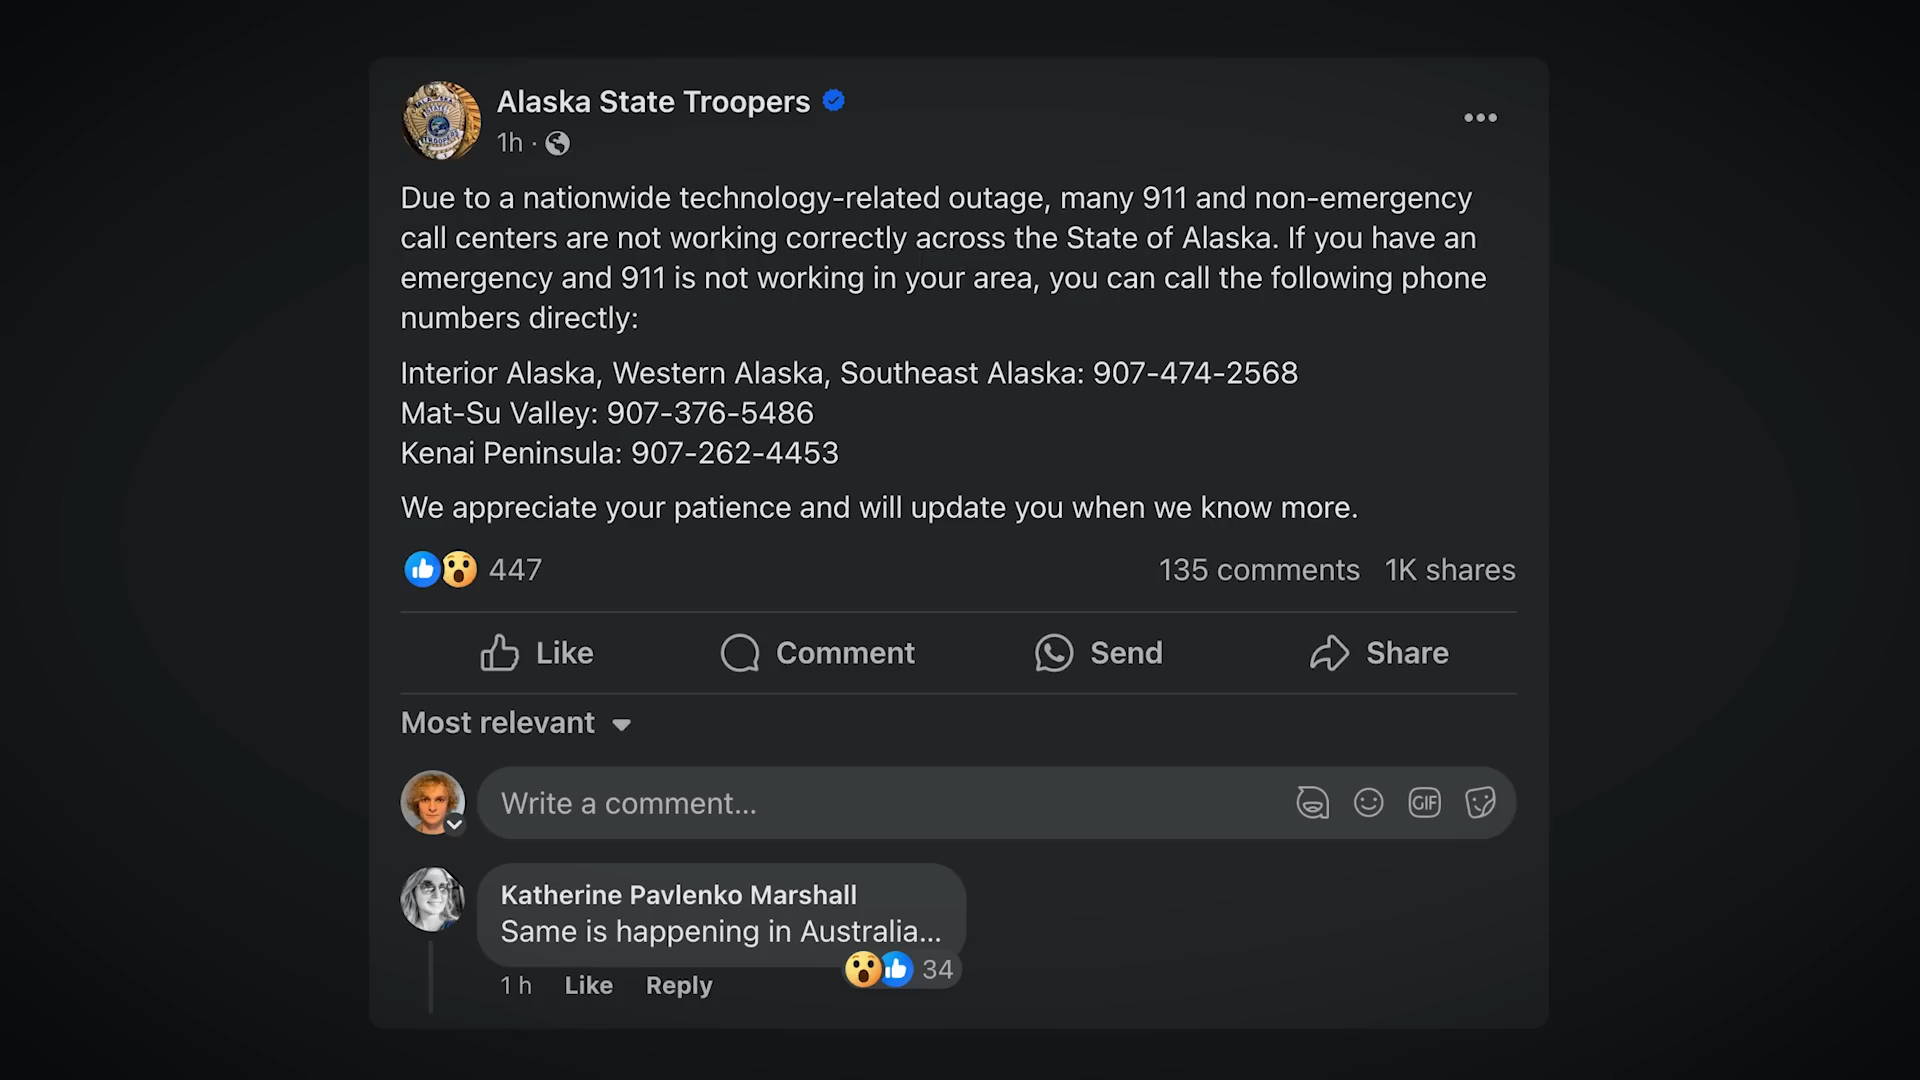 Alaska State Troopers
1h ·
Due to a nationwide technology-related outage, many 911 and non-emergency
call centers are not working correctly across the State of Alaska. If you have an
emergency and 911 is not working in your area, you can call the following phone
numbers directly:
Interior Alaska, Western Alaska, Southeast Alaska: 907-474-2568
Mat-Su Valley: 907-376-5486
Kenai Peninsula: 907-262-4453
We appreciate your patience and will update you when we know more.
447 135 comments 1K shares
Like Comment Send Share
Most relevant
Write a comment...
GIF
Katherine Pavlenko Marshall
Same is happening in Australia...
34
1 h Like Reply